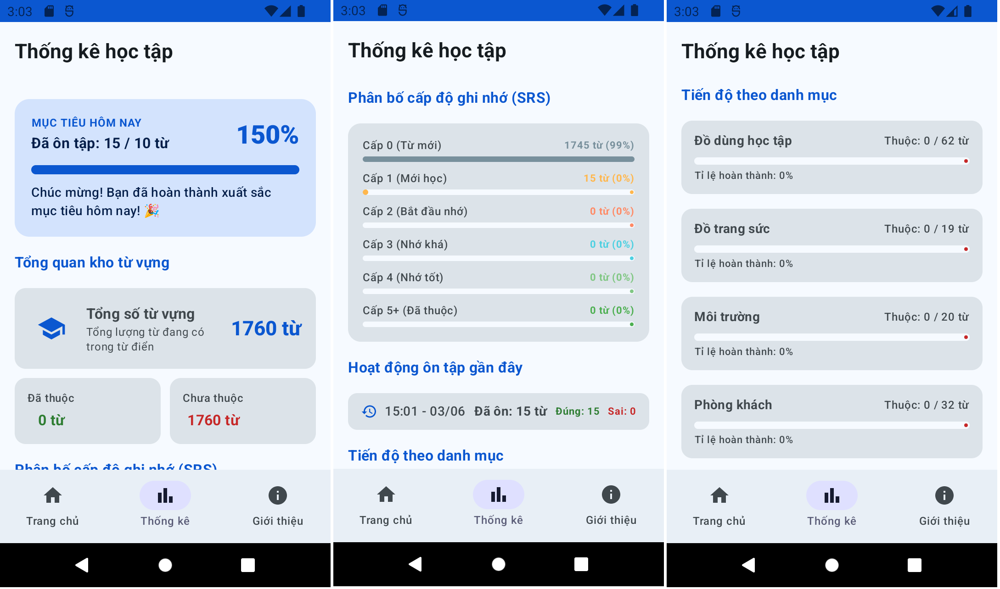 3:03
Thống kê học tập
MỤC TIÊU HÔM NAY
Đã ôn tập: 15 / 10 từ
150%
Chúc mừng! Bạn đã hoàn thành xuất sắc
mục tiêu hôm nay! 🎉
Tổng quan kho từ vựng
Tổng số từ vựng
Tổng lượng từ đang có
trong từ điển
1760 từ
Đã thuộc
0 từ
Chưa thuộc
1760 từ
Phân bố cấp độ ghi nhớ (SRS)
Trang chủ
Thống kê
Giới thiệu
3:03
Thống kê học tập
Phân bố cấp độ ghi nhớ (SRS)
Cấp 0 (Từ mới) 1745 từ (99%)
Cấp 1 (Mới học) 15 từ (0%)
Cấp 2 (Bắt đầu nhớ) 0 từ (0%)
Cấp 3 (Nhớ khá) 0 từ (0%)
Cấp 4 (Nhớ tốt) 0 từ (0%)
Cấp 5+ (Đã thuộc) 0 từ (0%)
Hoạt động ôn tập gần đây
15:01 - 03/06 Đã ôn: 15 từ Đúng: 15 Sai: 0
Tiến độ theo danh mục
Trang chủ
Thống kê
Giới thiệu
3:03
Thống kê học tập
Tiến độ theo danh mục
Đồ dùng học tập Thuộc: 0 / 62 từ
Tỉ lệ hoàn thành: 0%
Đồ trang sức Thuộc: 0 / 19 từ
Tỉ lệ hoàn thành: 0%
Môi trường Thuộc: 0 / 20 từ
Tỉ lệ hoàn thành: 0%
Phòng khách Thuộc: 0 / 32 từ
Tỉ lệ hoàn thành: 0%
Trang chủ
Thống kê
Giới thiệu